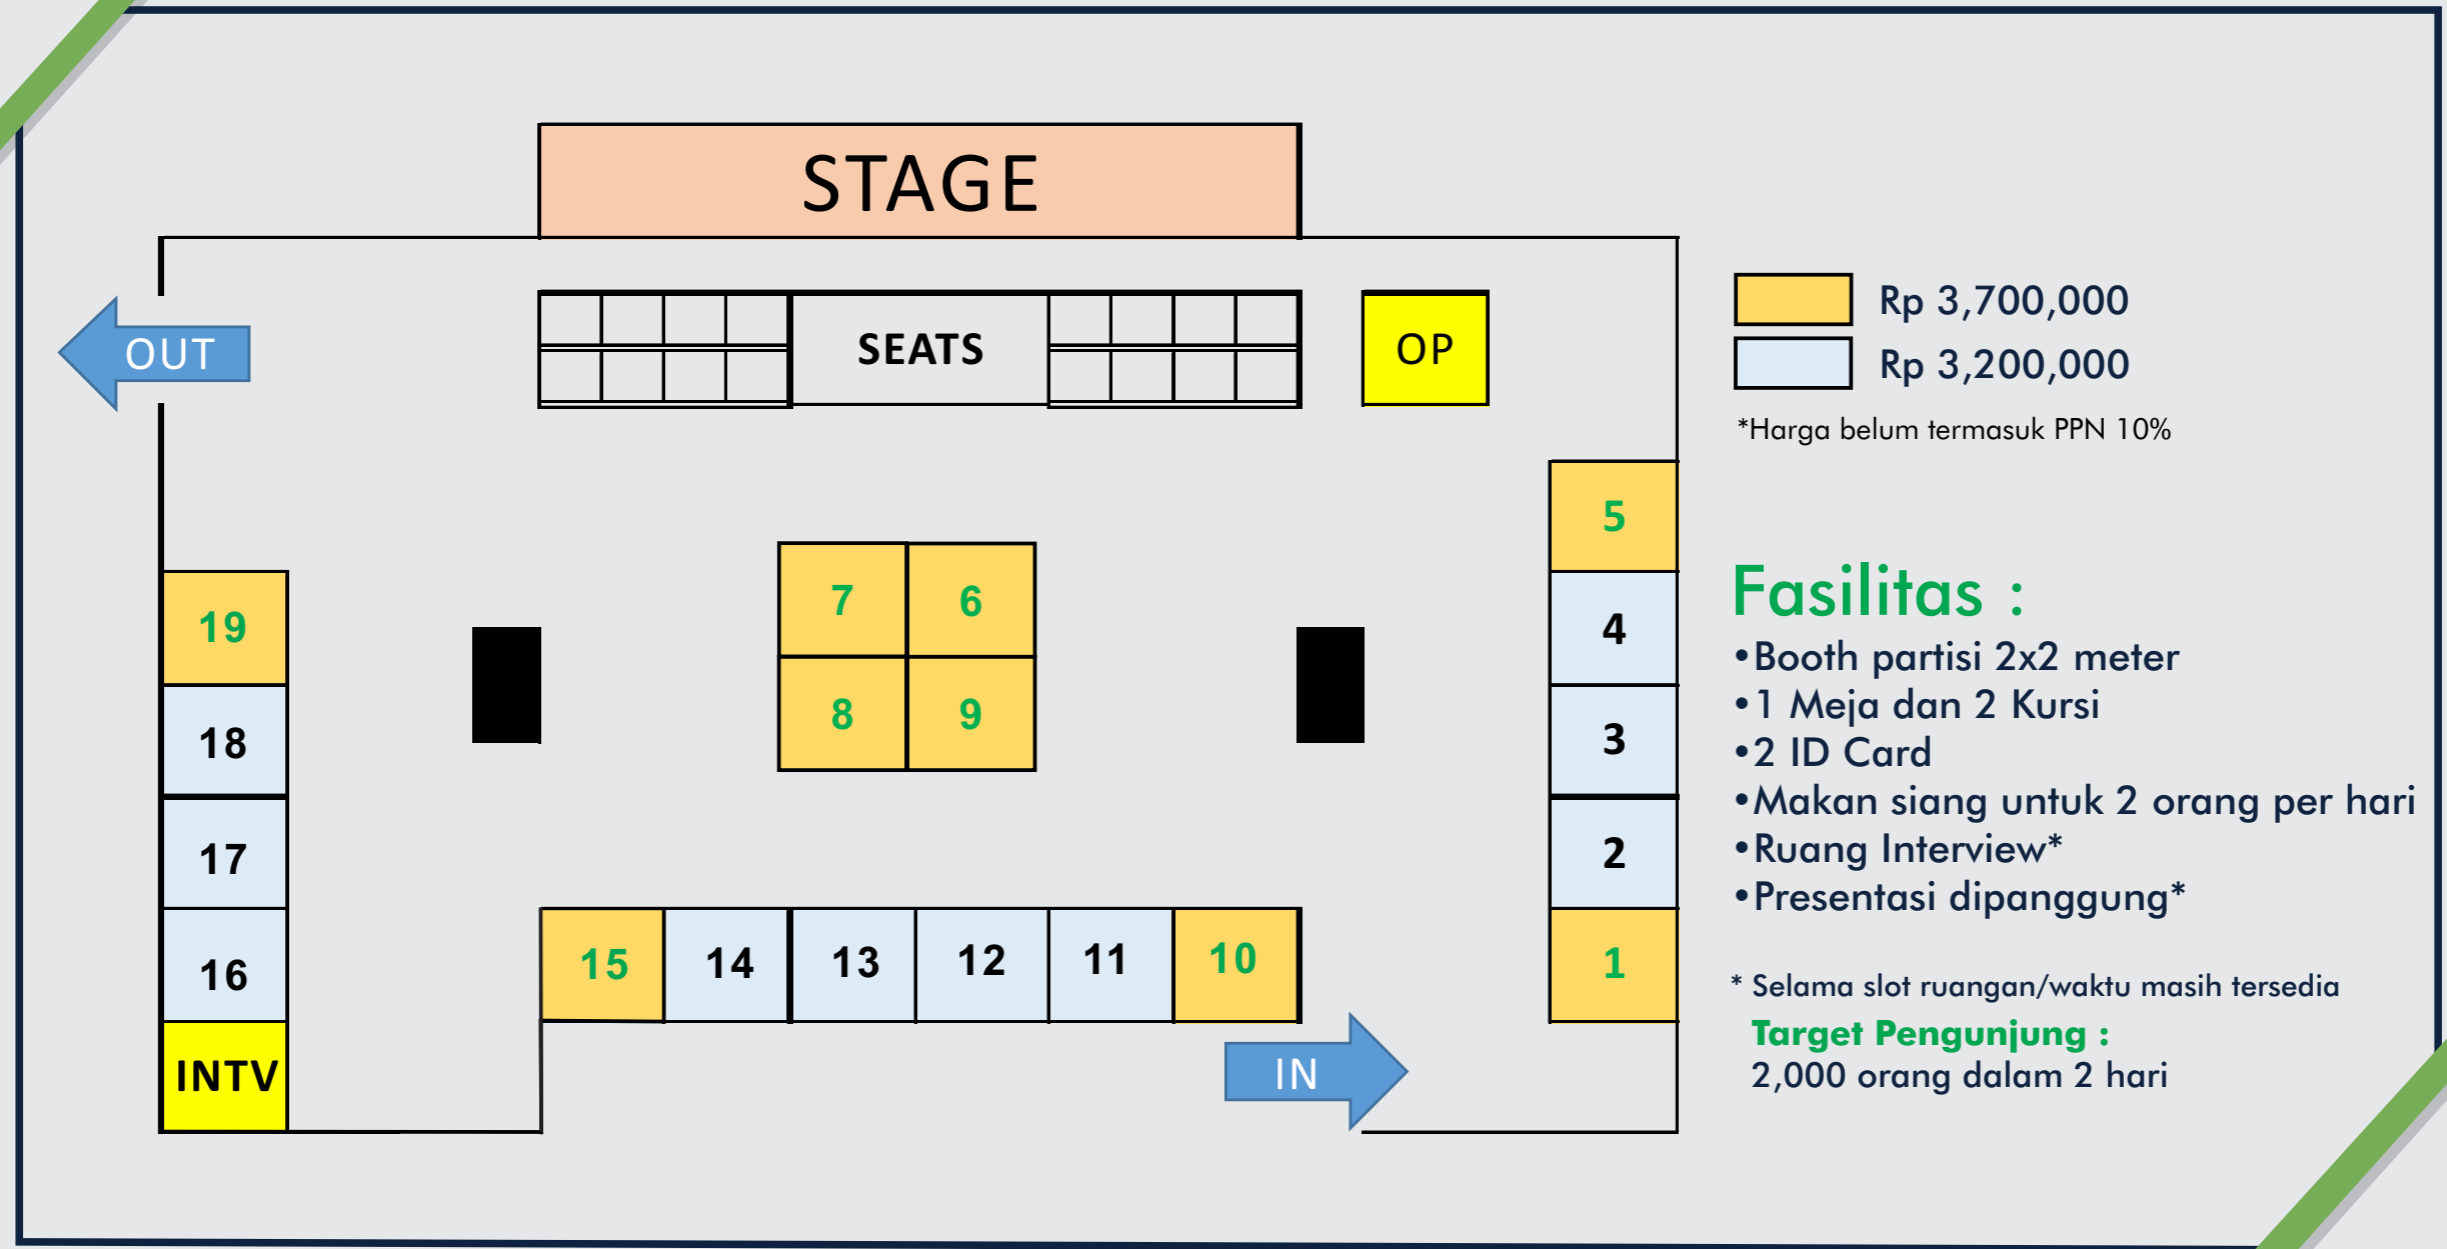 STAGE
OUT
SEATS
OP
Rp 3,700,000
Rp 3,200,000
*Harga belum termasuk PPN 10%
5
4
3
2
1
7 6
8 9
19
18
17
16
INTV
15 14 13 12 11 10
IN
Fasilitas :
•Booth partisi 2x2 meter
•1 Meja dan 2 Kursi
•2 ID Card
•Makan siang untuk 2 orang per hari
•Ruang Interview*
•Presentasi dipanggung*
* Selama slot ruangan/waktu masih tersedia
Target Pengunjung :
2,000 orang dalam 2 hari